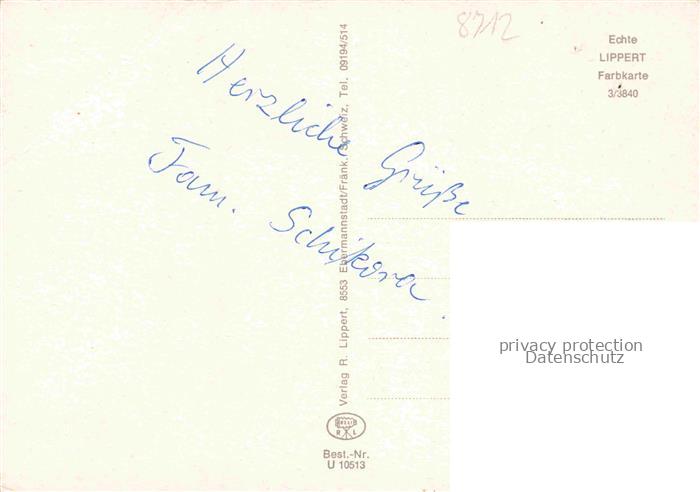 8712
Echte
LIPPERT
Farbkarte
3/3840
Herzliche Grüße
Fam. Schikora.
Verlag R. Lippert, 8553 Ebermannstadt/Fränk. Schweiz, Tel. 09194/514
R L
Best.-Nr.
U 10513
privacy protection
Datenschutz